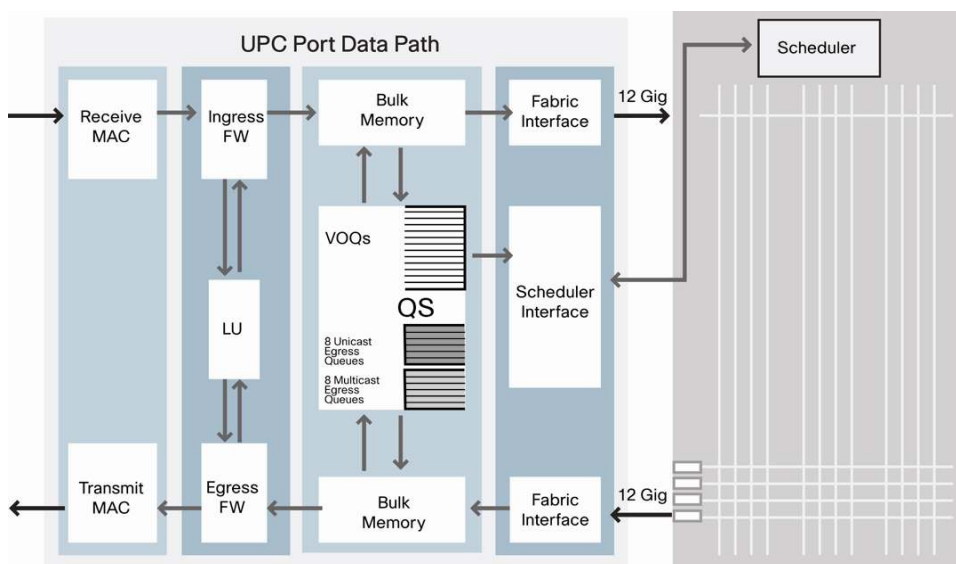 UPC Port Data Path
Scheduler
Receive
MAC
Ingress
FW
Bulk
Memory
Fabric
Interface
12 Gig
VOQs
QS
8 Unicast
Egress
Queues
8 Multicast
Egress
Queues
Scheduler
Interface
LU
Transmit
MAC
Egress
FW
Bulk
Memory
Fabric
Interface
12 Gig